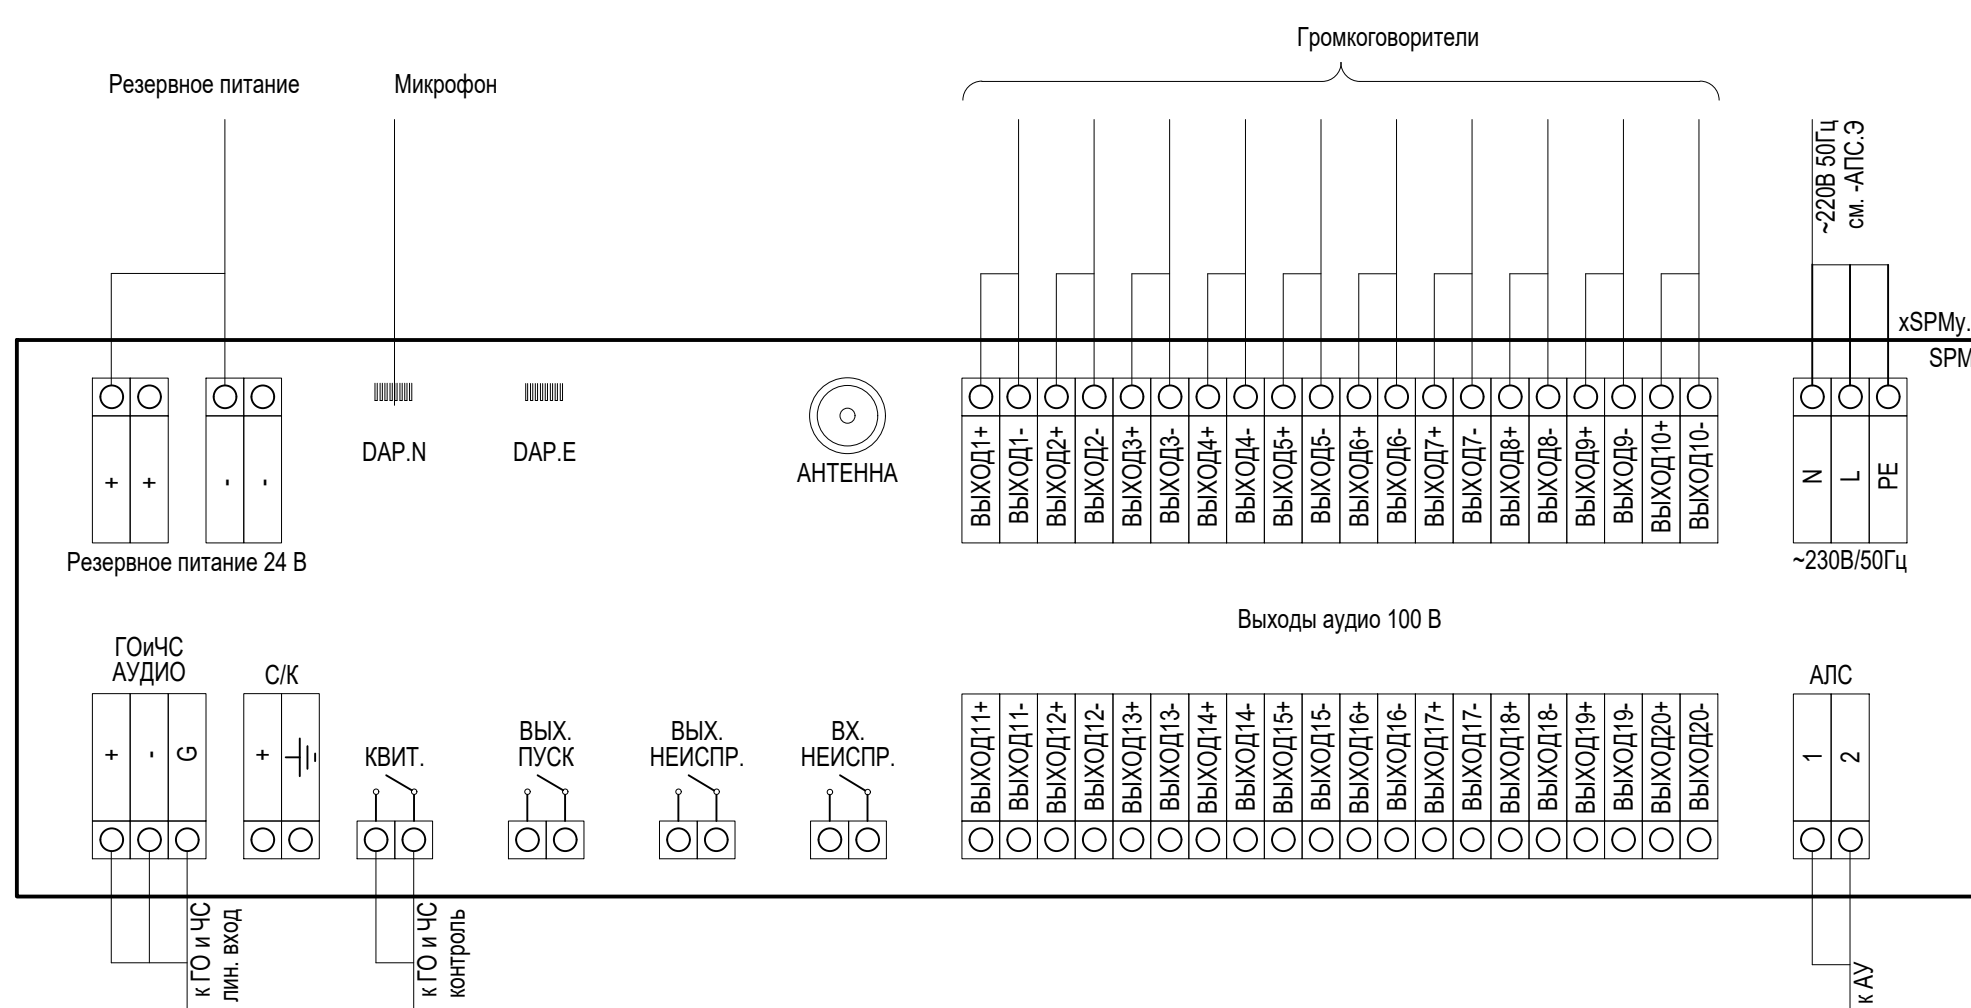 Громкоговорители
Резервное питание
Микрофон
~220В 50Гц
см. -АПС.Э
xSPMy.
SPM
DAP.N
DAP.E
АНТЕННА
+
+
-
-
ВЫХОД1+
ВЫХОД1-
ВЫХОД2+
ВЫХОД2-
ВЫХОД3+
ВЫХОД3-
ВЫХОД4+
ВЫХОД4-
ВЫХОД5+
ВЫХОД5-
ВЫХОД6+
ВЫХОД6-
ВЫХОД7+
ВЫХОД7-
ВЫХОД8+
ВЫХОД8-
ВЫХОД9+
ВЫХОД9-
ВЫХОД10+
ВЫХОД10-
N
L
PE
Резервное питание 24 В
~230В/50Гц
Выходы аудио 100 В
ГОиЧС
АУДИО
С/К
АЛС
+
-
G
+
КВИТ.
ВЫХ.
ПУСК
ВЫХ.
НЕИСПР.
ВХ.
НЕИСПР.
ВЫХОД11+
ВЫХОД11-
ВЫХОД12+
ВЫХОД12-
ВЫХОД13+
ВЫХОД13-
ВЫХОД14+
ВЫХОД14-
ВЫХОД15+
ВЫХОД15-
ВЫХОД16+
ВЫХОД16-
ВЫХОД17+
ВЫХОД17-
ВЫХОД18+
ВЫХОД18-
ВЫХОД19+
ВЫХОД19-
ВЫХОД20+
ВЫХОД20-
1
2
к ГО и ЧС
лин. вход
к ГО и ЧС
контроль
к АУ